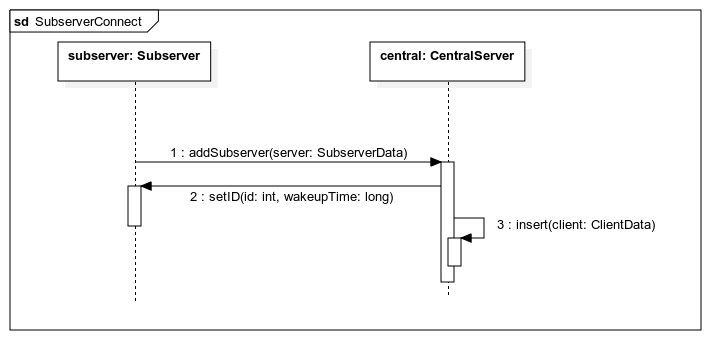 sd SubserverConnect
subserver: Subserver
central: CentralServer
1 : addSubserver(server: SubserverData)
2 : setID(id: int, wakeupTime: long)
3 : insert(client: ClientData)